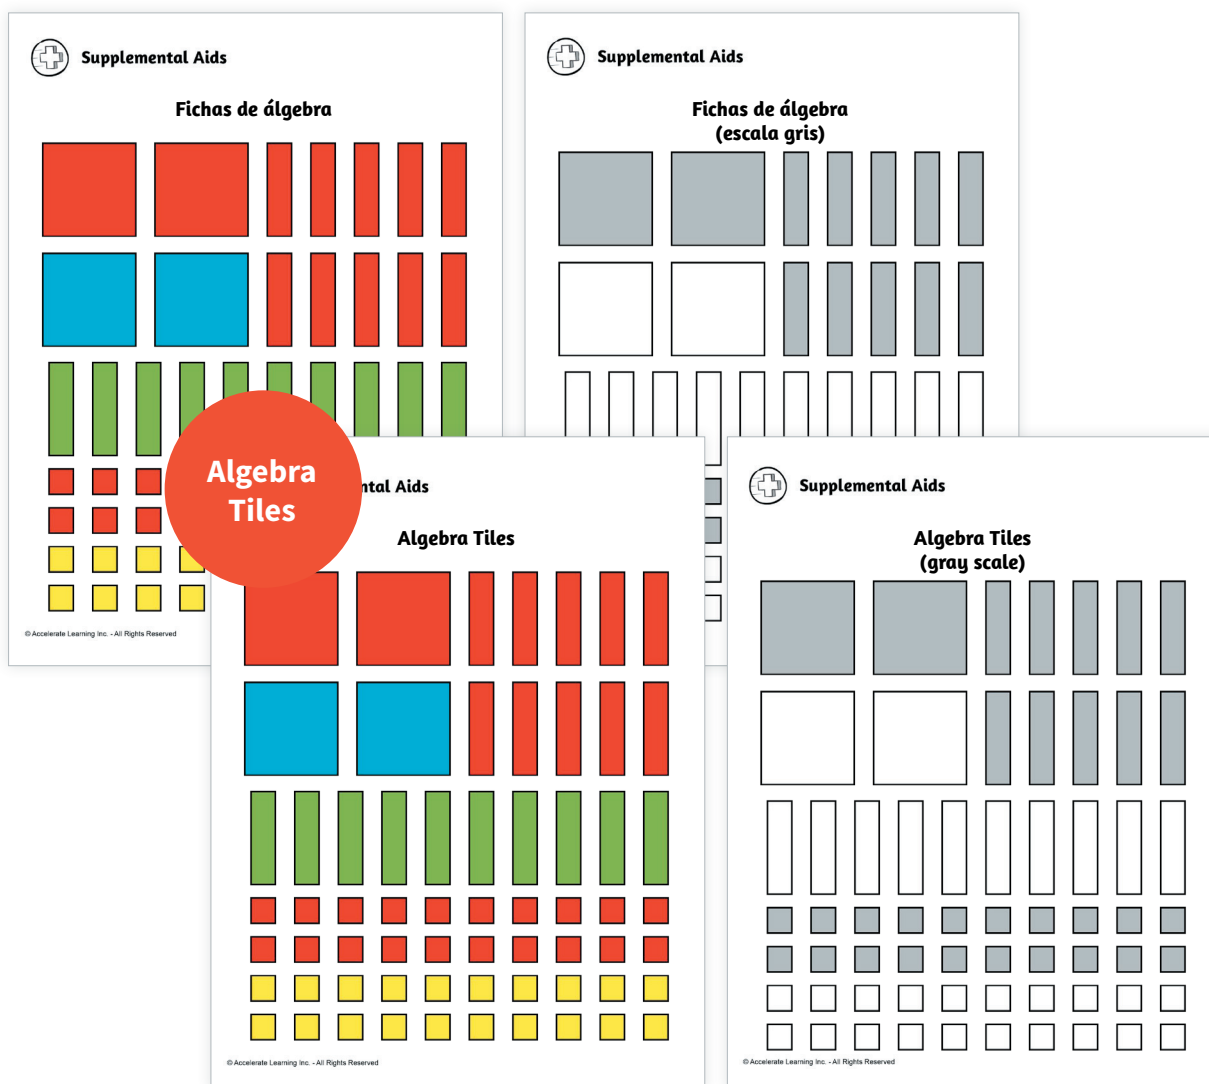 Supplemental Aids
Fichas de álgebra
© Accelerate Learning Inc. - All Rights Reserved
Supplemental Aids
Fichas de álgebra
(escala gris)
Algebra
Tiles
ntal Aids
Algebra Tiles
© Accelerate Learning Inc. - All Rights Reserved
Supplemental Aids
Algebra Tiles
(gray scale)
© Accelerate Learning Inc. - All Rights Reserved